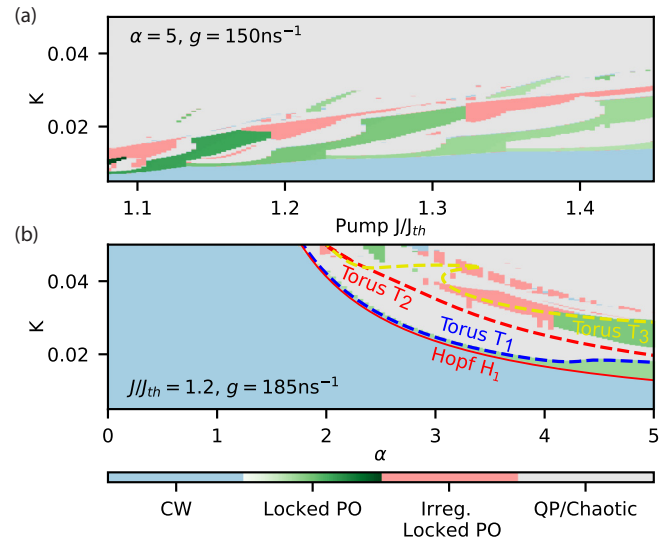 (a)
α = 5, g = 150ns⁻¹
0.04
K
0.02
1.1 1.2 1.3 1.4
Pump J/Jth
(b)
0.04
K
0.02
Torus T2
Torus T1
Torus T3
Hopf H1
J/Jth = 1.2, g = 185ns⁻¹
0 1 2 3 4 5
α
CW Locked PO Irreg. QP/Chaotic
Locked PO